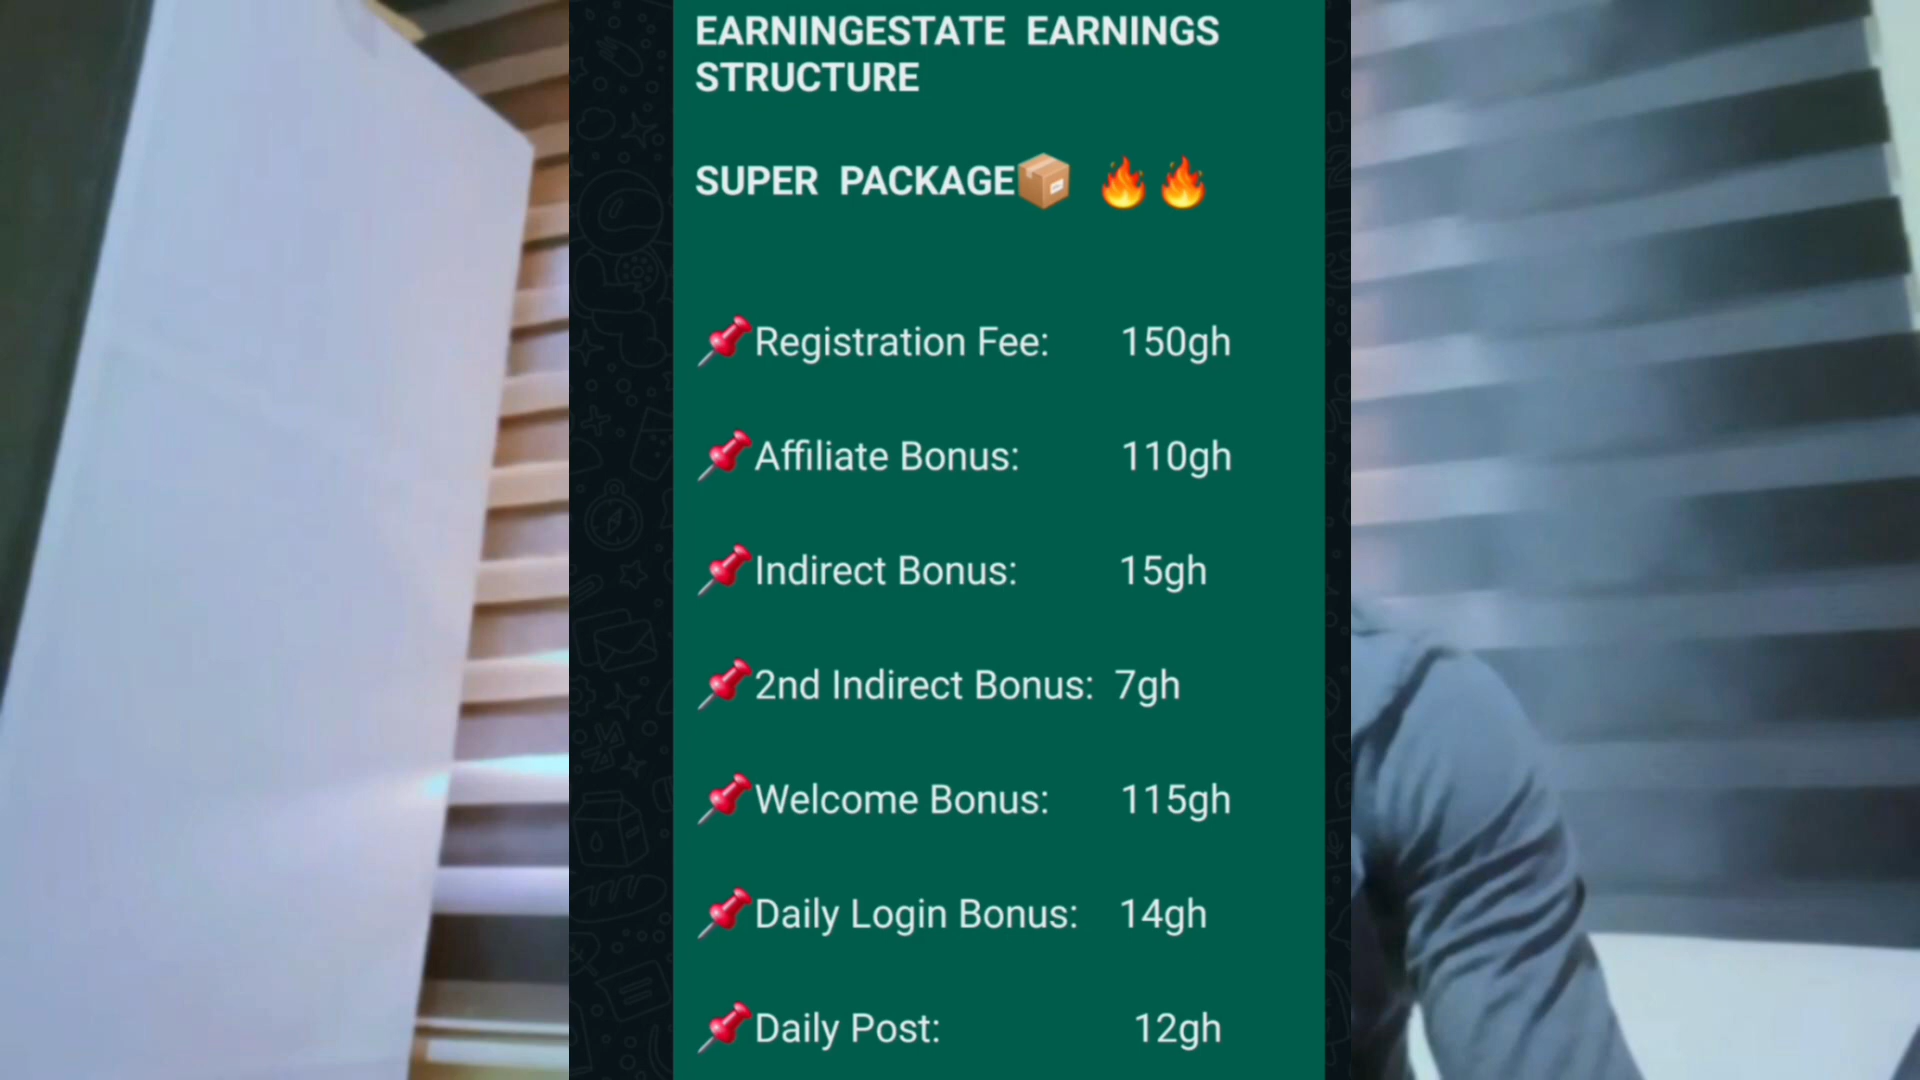 EARNINGESTATE EARNINGS
STRUCTURE
SUPER PACKAGE📦 🔥🔥
📌Registration Fee: 150gh
📌Affiliate Bonus: 110gh
📌Indirect Bonus: 15gh
📌2nd Indirect Bonus: 7gh
📌Welcome Bonus: 115gh
📌Daily Login Bonus: 14gh
📌Daily Post: 12gh